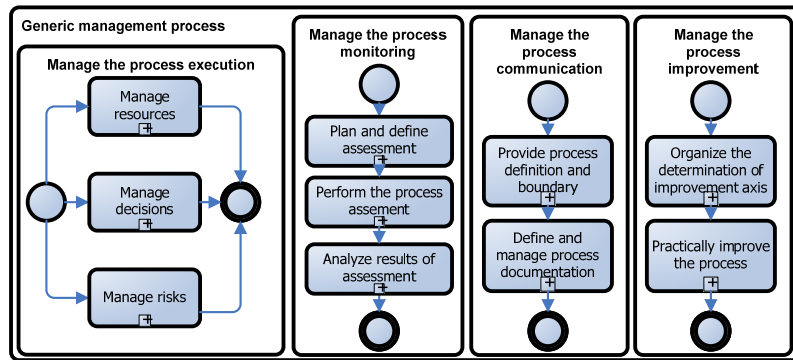 Generic management process
Manage the process execution
Manage
resources
Manage
decisions
Manage risks
Manage the process
monitoring
Plan and define
assessment
Perform the process
assement
Analyze results of
assessment
Manage the
process
communication
Provide process
definition and
boundary
Define and
manage process
documentation
Manage the
process
improvement
Organize the
determination of
improvement axis
Practically improve
the process